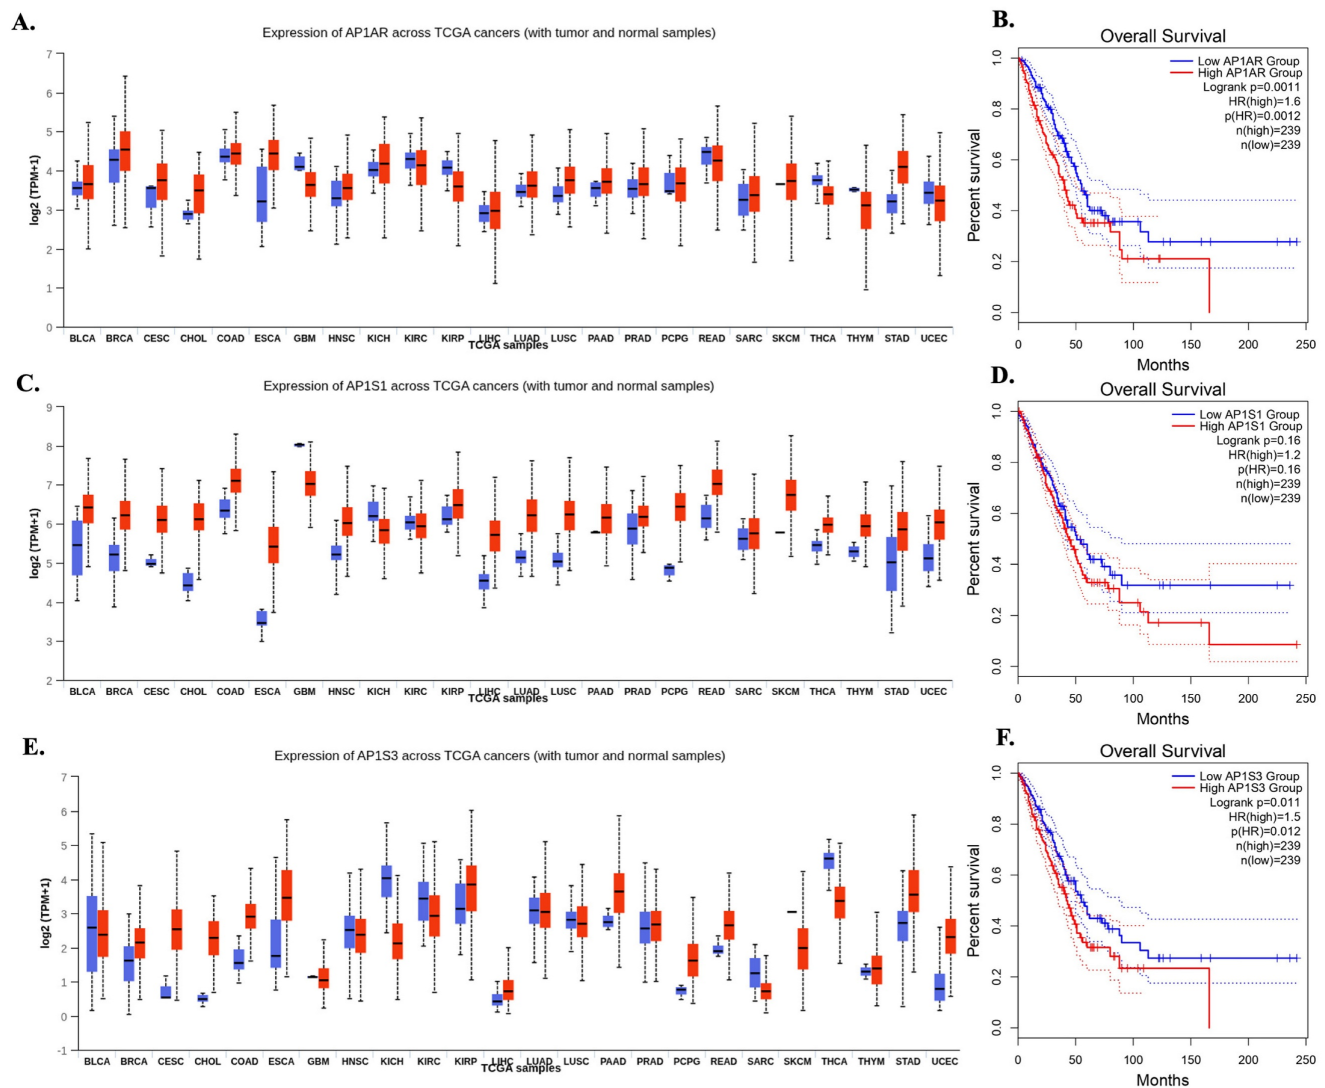 A.
Expression of AP1AR across TCGA cancers (with tumor and normal samples)
log2 (TPM+1)
7
6
5
4
3
2
1
0
BLCA BRCA CESC CHOL COAD ESCA GBM HNSC KICH KIRC KIRP LIHC LUAD LUSC PAAD PRAD PCPG READ SARC SKCM THCA THYM STAD UCEC
TCGA samples
B.
Overall Survival
Low AP1AR Group
High AP1AR Group
Logrank p=0.0011
HR(high)=1.6
p(HR)=0.0012
n(high)=239
n(low)=239
Percent survival
1.0
0.8
0.6
0.4
0.2
0.0
0 50 100 150 200 250
Months
C.
Expression of AP1S1 across TCGA cancers (with tumor and normal samples)
log2 (TPM+1)
9
8
7
6
5
4
3
2
BLCA BRCA CESC CHOL COAD ESCA GBM HNSC KICH KIRC KIRP LIHC LUAD LUSC PAAD PRAD PCPG READ SARC SKCM THCA THYM STAD UCEC
TCGA samples
D.
Overall Survival
Low AP1S1 Group
High AP1S1 Group
Logrank p=0.16
HR(high)=1.2
p(HR)=0.16
n(high)=239
n(low)=239
Percent survival
1.0
0.8
0.6
0.4
0.2
0.0
0 50 100 150 200 250
Months
E.
Expression of AP1S3 across TCGA cancers (with tumor and normal samples)
log2 (TPM+1)
7
6
5
4
3
2
1
0
-1
BLCA BRCA CESC CHOL COAD ESCA GBM HNSC KICH KIRC KIRP LIHC LUAD LUSC PAAD PRAD PCPG READ SARC SKCM THCA THYM STAD UCEC
TCGA samples
F.
Overall Survival
Low AP1S3 Group
High AP1S3 Group
Logrank p=0.011
HR(high)=1.5
p(HR)=0.012
n(high)=239
n(low)=239
Percent survival
1.0
0.8
0.6
0.4
0.2
0.0
0 50 100 150 200 250
Months